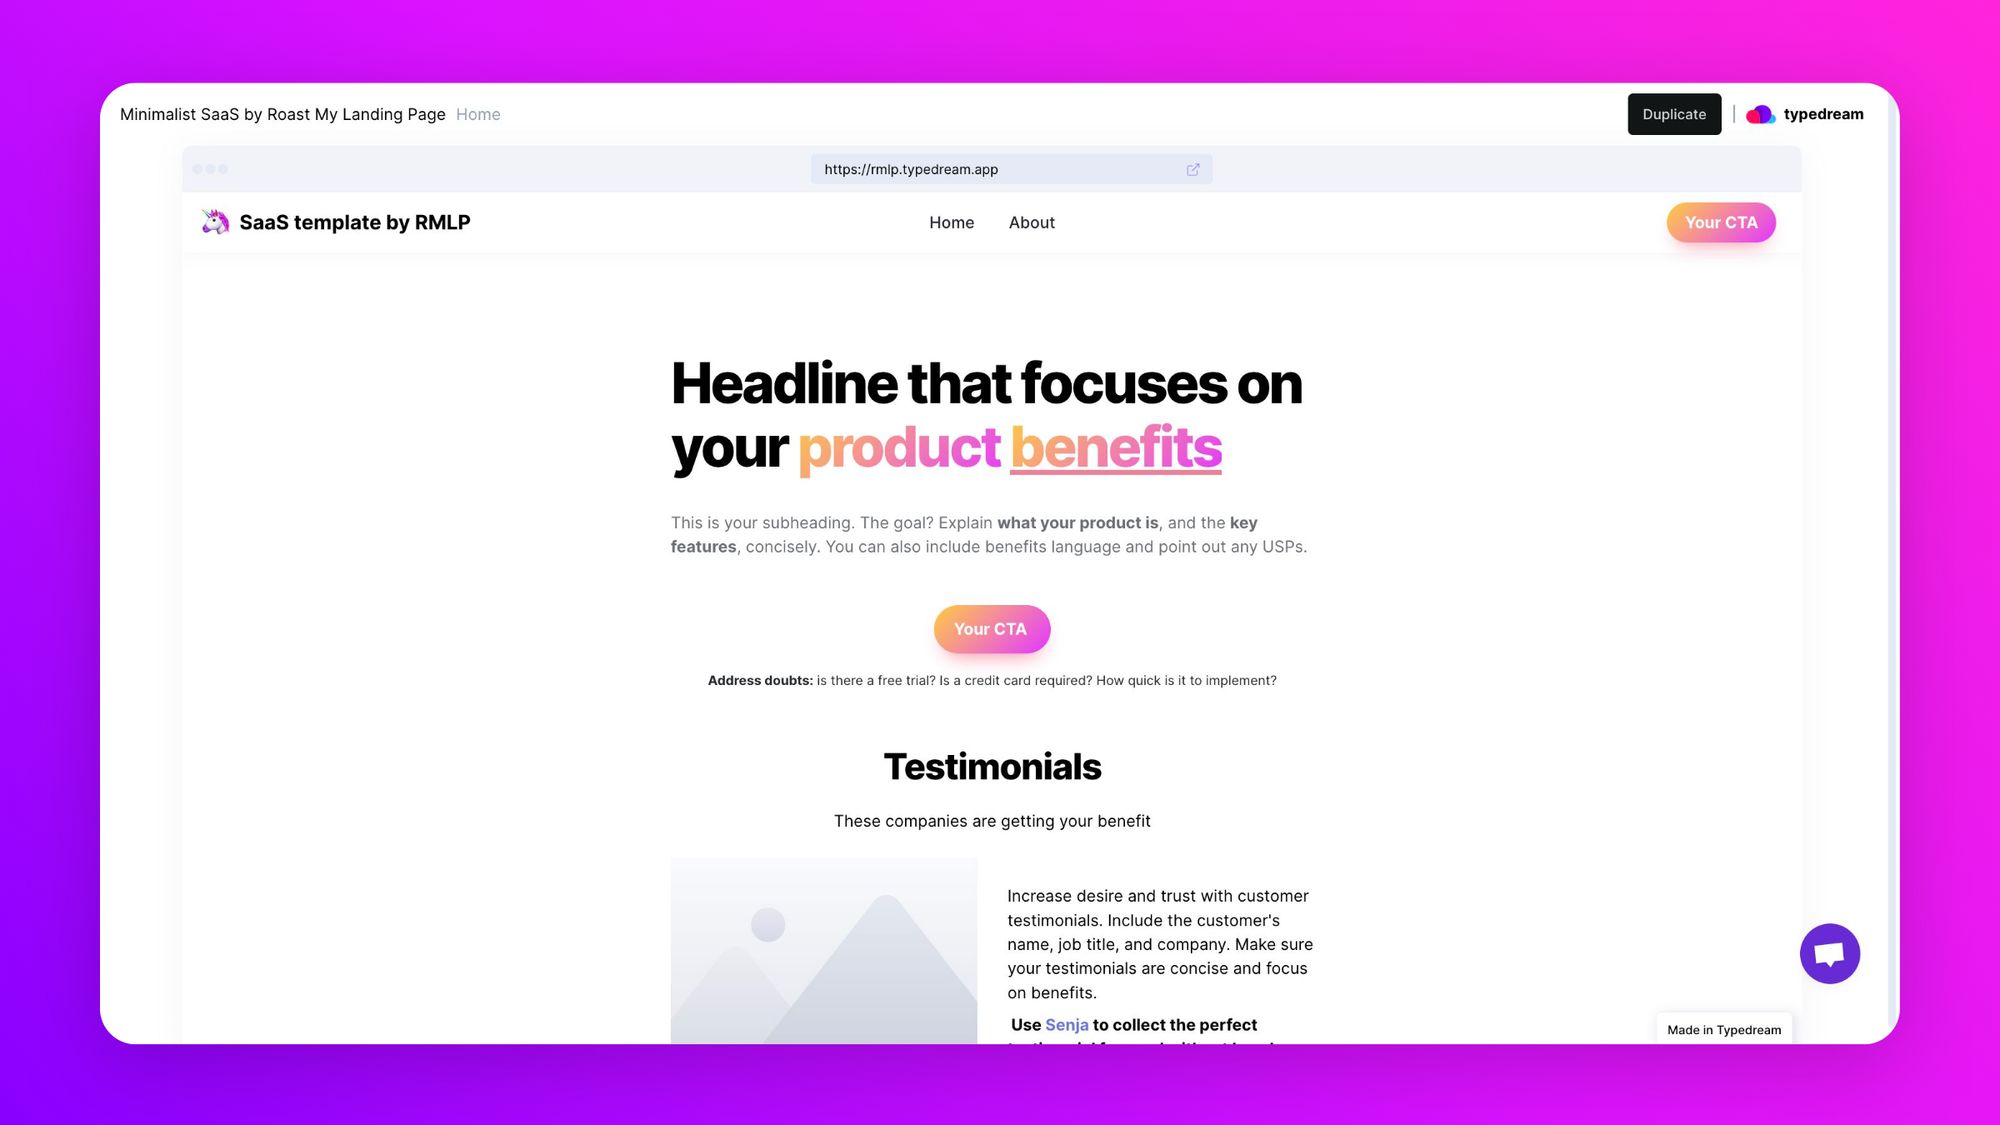 Minimalist SaaS by Roast My Landing Page Home
Duplicate
typedream
https://rmlp.typedream.app
SaaS template by RMLP
Home
About
Your CTA
Headline that focuses on
your product benefits
This is your subheading. The goal? Explain what your product is, and the key
features, concisely. You can also include benefits language and point out any USPs.
Your CTA
Address doubts: is there a free trial? Is a credit card required? How quick is it to implement?
Testimonials
These companies are getting your benefit
Increase desire and trust with customer
testimonials. Include the customer's
name, job title, and company. Make sure
your testimonials are concise and focus
on benefits.
Use Senja to collect the perfect
Made in Typedream